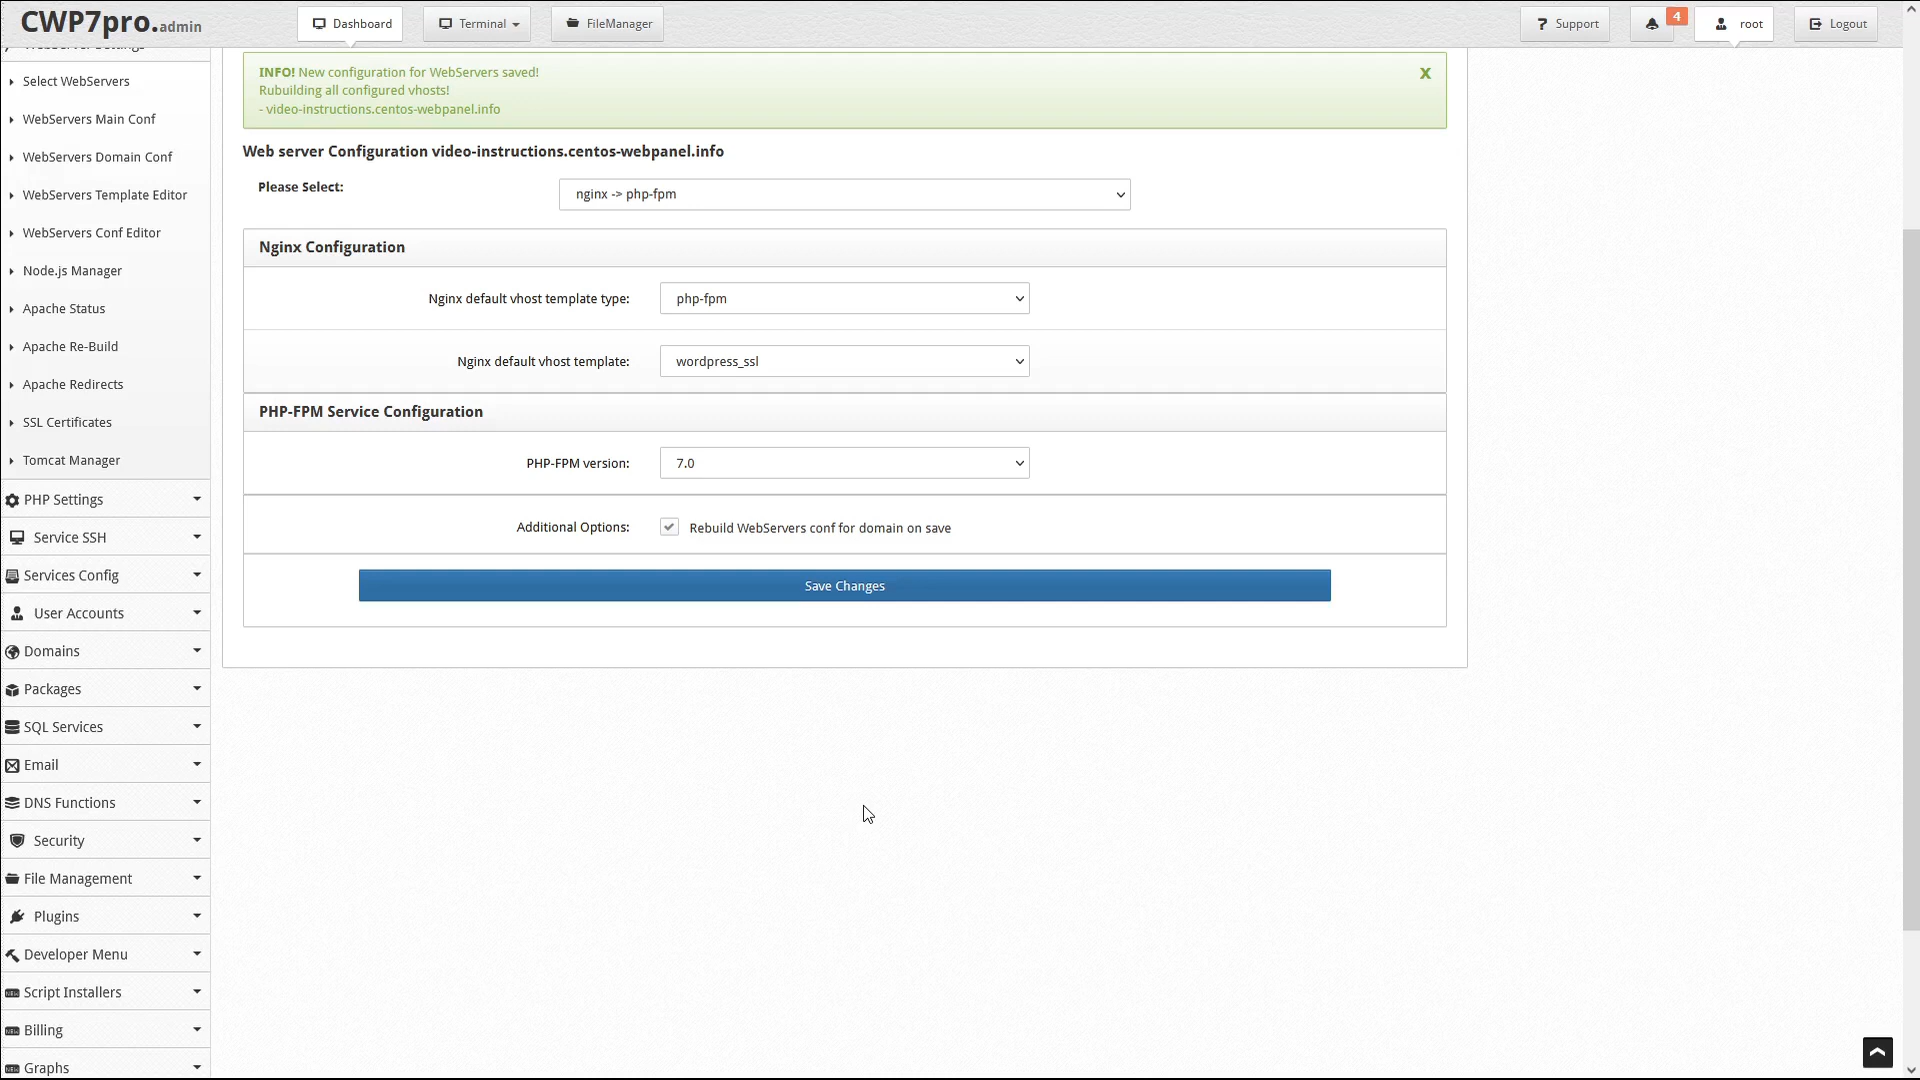 CWP7pro.admin
Dashboard
Terminal
FileManager
? Support
4
root
Logout
WebServer Settings
Select WebServers
WebServers Main Conf
WebServers Domain Conf
WebServers Template Editor
WebServers Conf Editor
Node.js Manager
Apache Status
Apache Re-Build
Apache Redirects
SSL Certificates
Tomcat Manager
PHP Settings
Service SSH
Services Config
User Accounts
Domains
Packages
SQL Services
Email
DNS Functions
Security
File Management
Plugins
Developer Menu
Script Installers
Billing
Graphs
INFO! New configuration for WebServers saved!
x
Rubuilding all configured vhosts!
- video-instructions.centos-webpanel.info
Web server Configuration video-instructions.centos-webpanel.info
Please Select:
nginx -> php-fpm
Nginx Configuration
Nginx default vhost template type:
php-fpm
Nginx default vhost template:
wordpress_ssl
PHP-FPM Service Configuration
PHP-FPM version:
7.0
Additional Options:
Rebuild WebServers conf for domain on save
Save Changes